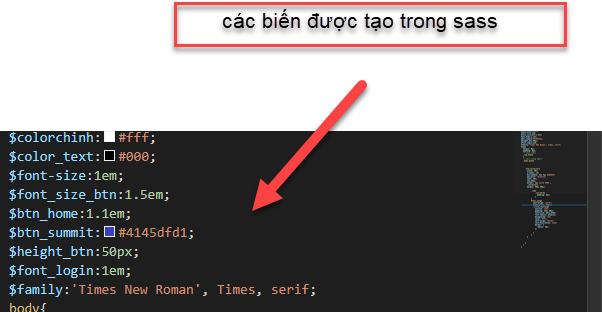 các biến được tạo trong sass
$colorchinh:#fff;
$color_text:#000;
$font-size:1em;
$font_size_btn:1.5em;
$btn_home:1.1em;
$btn_summit:#4145dfd1;
$height_btn:50px;
$font_login:1em;
$family:'Times New Roman', Times, serif;
body{